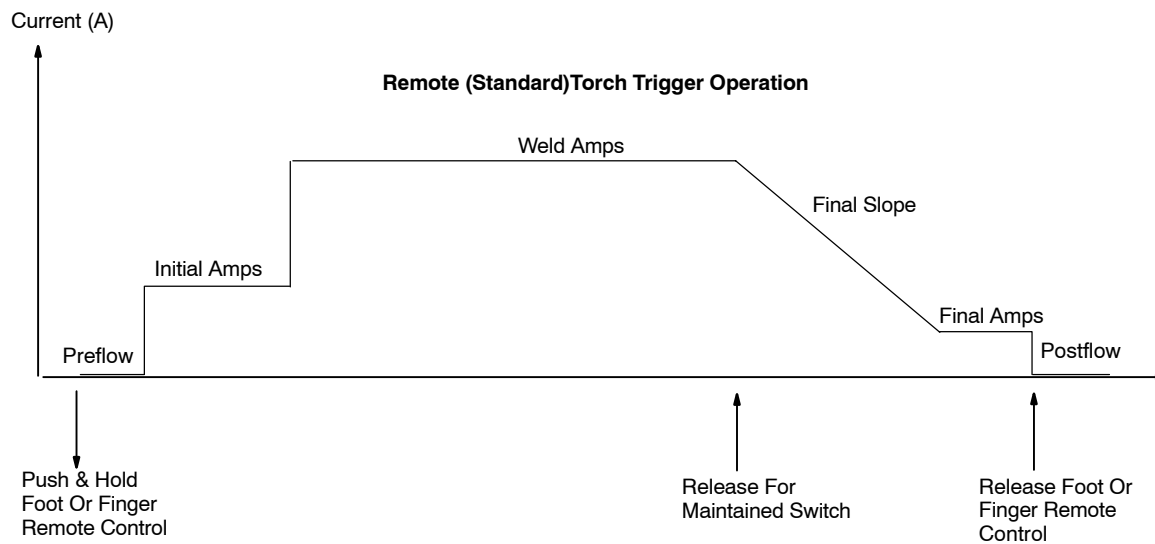 Current (A)
Remote (Standard)Torch Trigger Operation
Weld Amps
Final Slope
Initial Amps
Final Amps
Preflow
Postflow
Push & Hold
Foot Or Finger
Remote Control
Release For
Maintained Switch
Release Foot Or
Finger Remote
Control